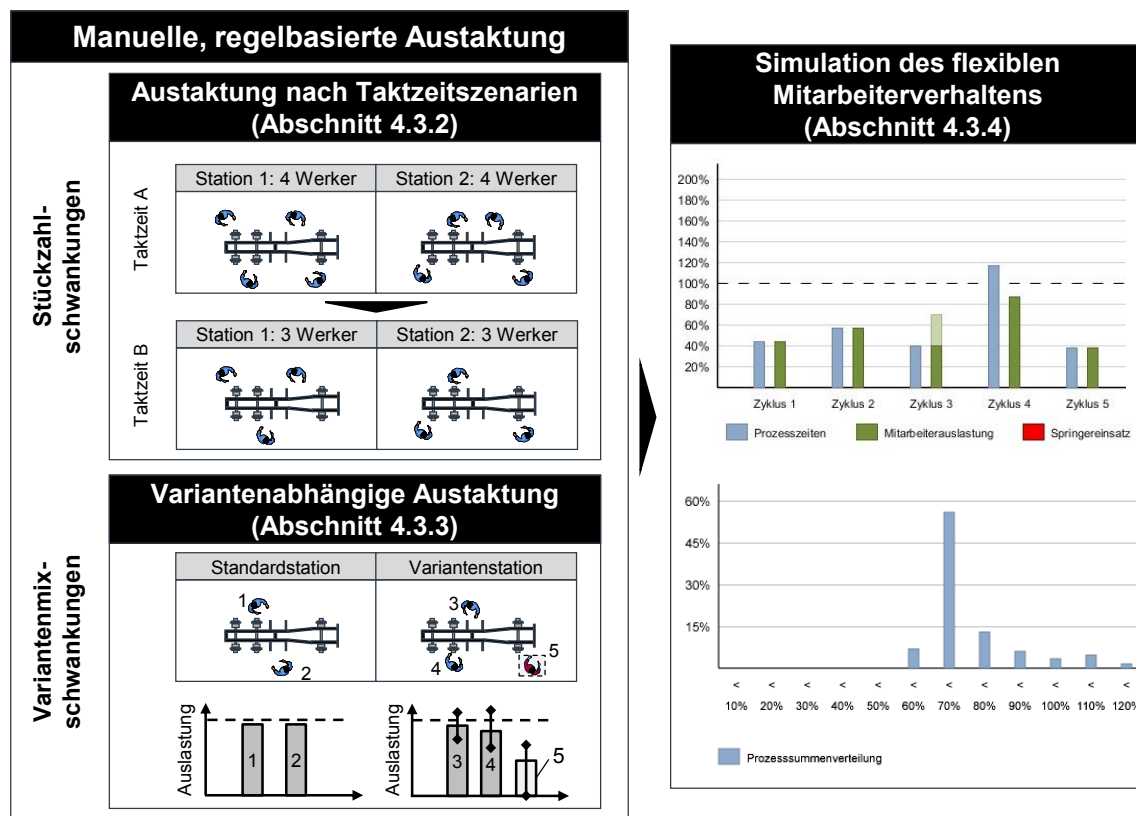 Manuelle, regelbasierte Austaktung
Stückzahl-
schwankungen
Austaktung nach Taktzeitszenarien
(Abschnitt 4.3.2)
Taktzeit A
Station 1: 4 Werker
Station 2: 4 Werker
Taktzeit B
Station 1: 3 Werker
Station 2: 3 Werker
Variantenmix-
schwankungen
Variantenabhängige Austaktung
(Abschnitt 4.3.3)
Standardstation
Variantenstation
1
2
3
4
5
Auslastung
1
2
Auslastung
3
4
5
Simulation des flexiblen
Mitarbeiterverhaltens
(Abschnitt 4.3.4)
200%
180%
160%
140%
120%
100%
80%
60%
40%
20%
Zyklus 1 Zyklus 2 Zyklus 3 Zyklus 4 Zyklus 5
Prozesszeiten Mitarbeiterauslastung Springereinsatz
60%
45%
30%
15%
< < < < < < < < < < < <
10% 20% 30% 40% 50% 60% 70% 80% 90% 100% 110% 120%
Prozesssummenverteilung